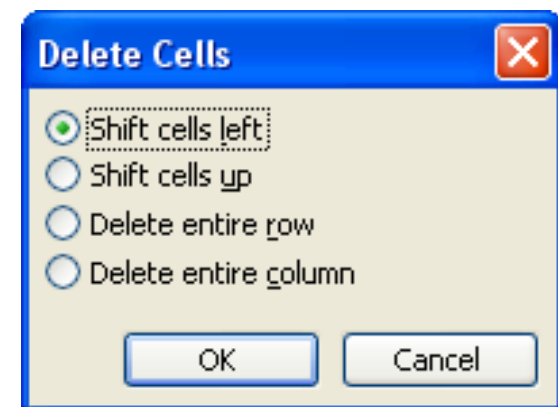 Delete Cells
Shift cells left
Shift cells up
Delete entire row
Delete entire column
OK Cancel